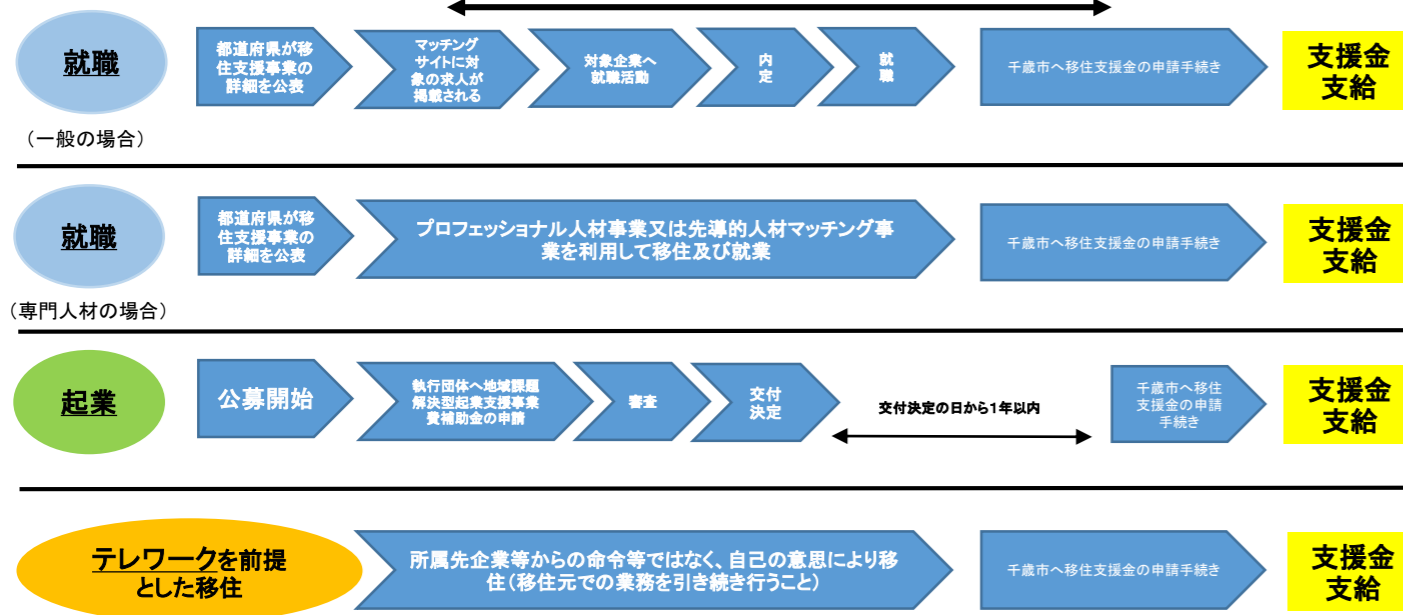 就職
(一般の場合)
都道府県が移
住支援事業の
詳細を公表
マッチング
サイトに対
象の求人が
掲載される
対象企業へ
就職活動
内
定
就
職
千歳市へ移住支援金の申請手続き
支援金
支給
就職
(専門人材の場合)
都道府県が移
住支援事業の
詳細を公表
プロフェッショナル人材事業又は先導的人材マッチング事
業を利用して移住及び就業
千歳市へ移住支援金の申請手続き
支援金
支給
起業
公募開始
執行団体へ地域課題
解決型起業支援事業
費補助金の申請
審査
交付
決定
交付決定の日から1年以内
千歳市へ移住
支援金の申請
手続き
支援金
支給
テレワークを前提
とした移住
所属先企業等からの命令等ではなく、自己の意思により移
住(移住元での業務を引き続き行うこと)
千歳市へ移住支援金の申請手続き
支援金
支給